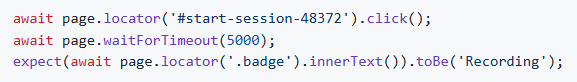 await page.locator('#start-session-48372').click();
await page.waitForTimeout(5000);
expect(await page.locator('.badge').innerText()).toBe('Recording');